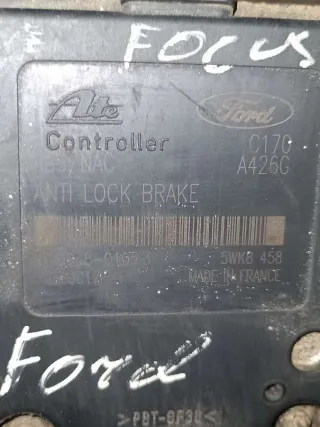 FOCUS
Ate
Ford
Controller C170
A426G
ANTI LOCK BRAKE
5WK8 458
MADE IN FRANCE
Ford
>PBT-GF30<